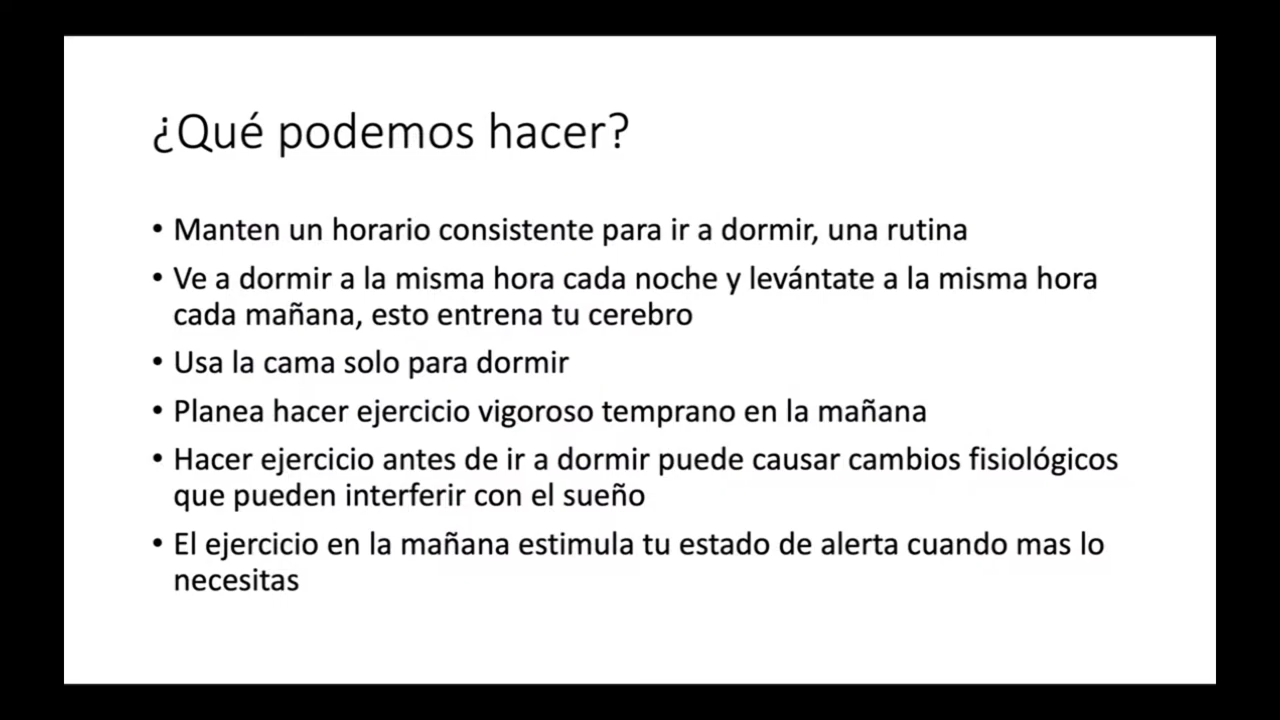 ¿Qué podemos hacer?
• Manten un horario consistente para ir a dormir, una rutina
• Ve a dormir a la misma hora cada noche y levántate a la misma hora
cada mañana, esto entrena tu cerebro
• Usa la cama solo para dormir
• Planea hacer ejercicio vigoroso temprano en la mañana
• Hacer ejercicio antes de ir a dormir puede causar cambios fisiológicos
que pueden interferir con el sueño
• El ejercicio en la mañana estimula tu estado de alerta cuando mas lo
necesitas